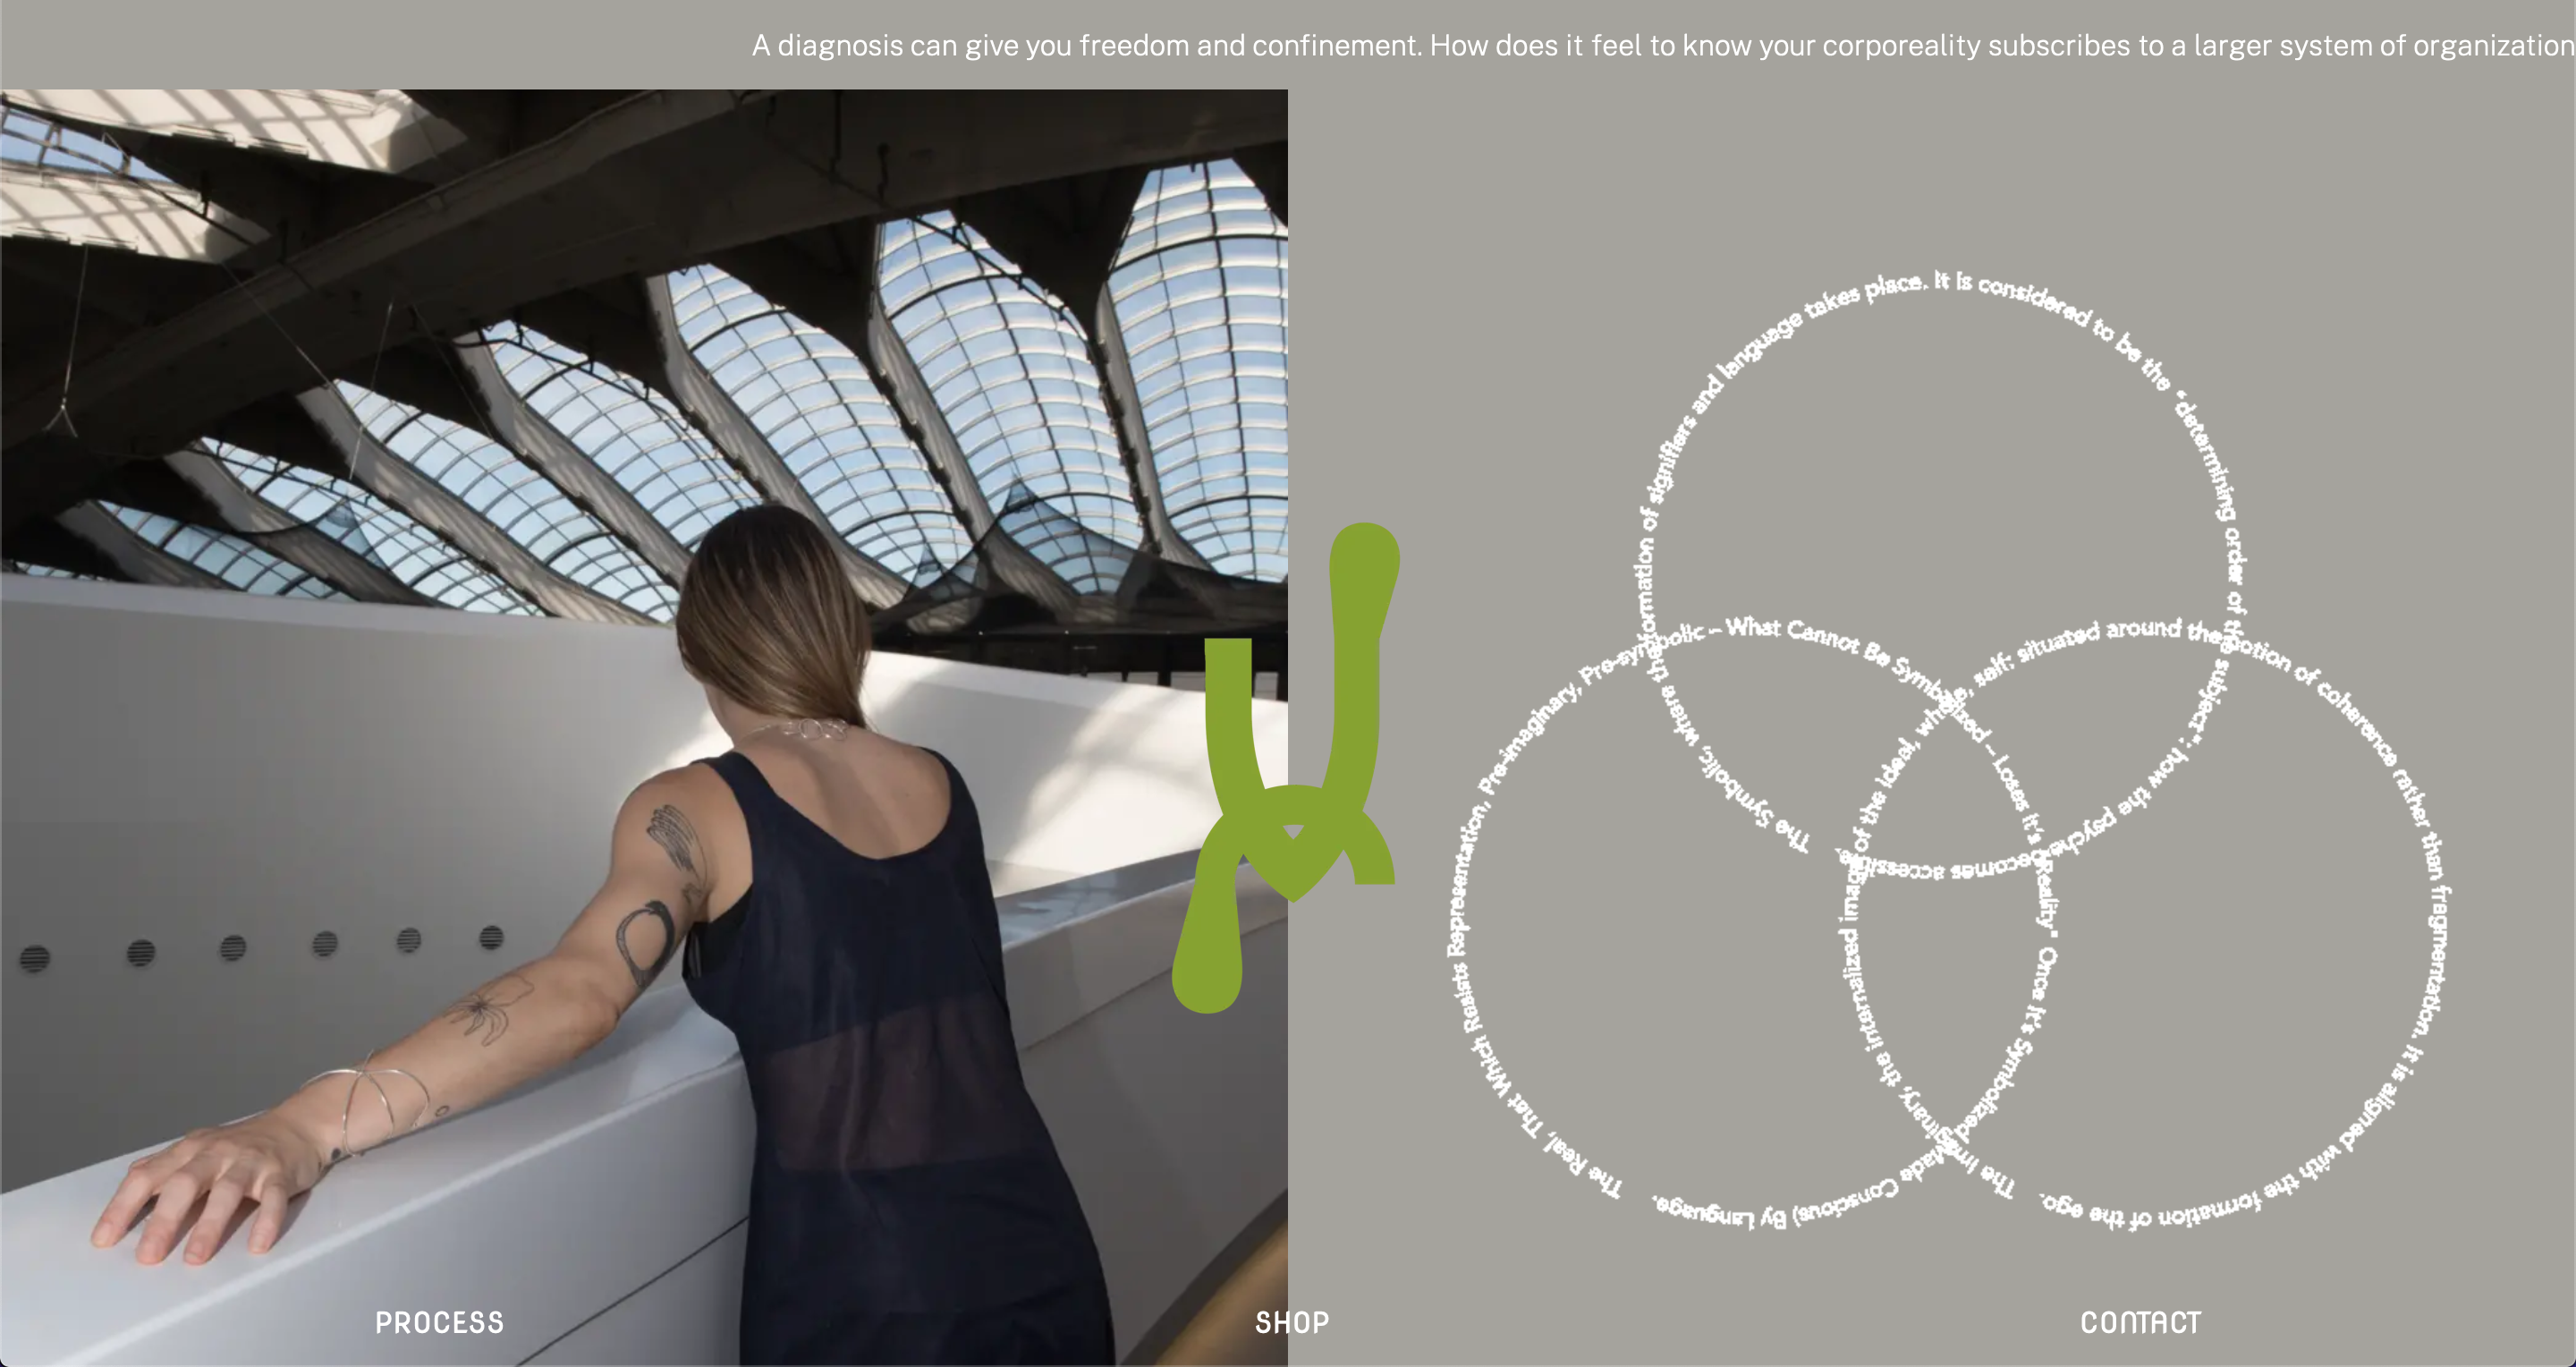 A diagnosis can give you freedom and confinement. How does it feel to know your corporeality subscribes to a larger system of organization
The Symbolic, where the formation of signifiers and language takes place. It is considered to be the "determining order of the subject"; how the psyche becomes accessible.
The Real, That Which Resists Representation, Pre-imaginary, Pre-symbolic – What Cannot Be Symbolized – Loses It's "Reality" Once It's Symbolized (Made Conscious) By Language.
The Imaginary, the internalized image of the ideal, whole, self; situated around the notion of coherence rather than fragmentation. It is aligned with the formation of the ego.
PROCESS
SHOP
CONTACT